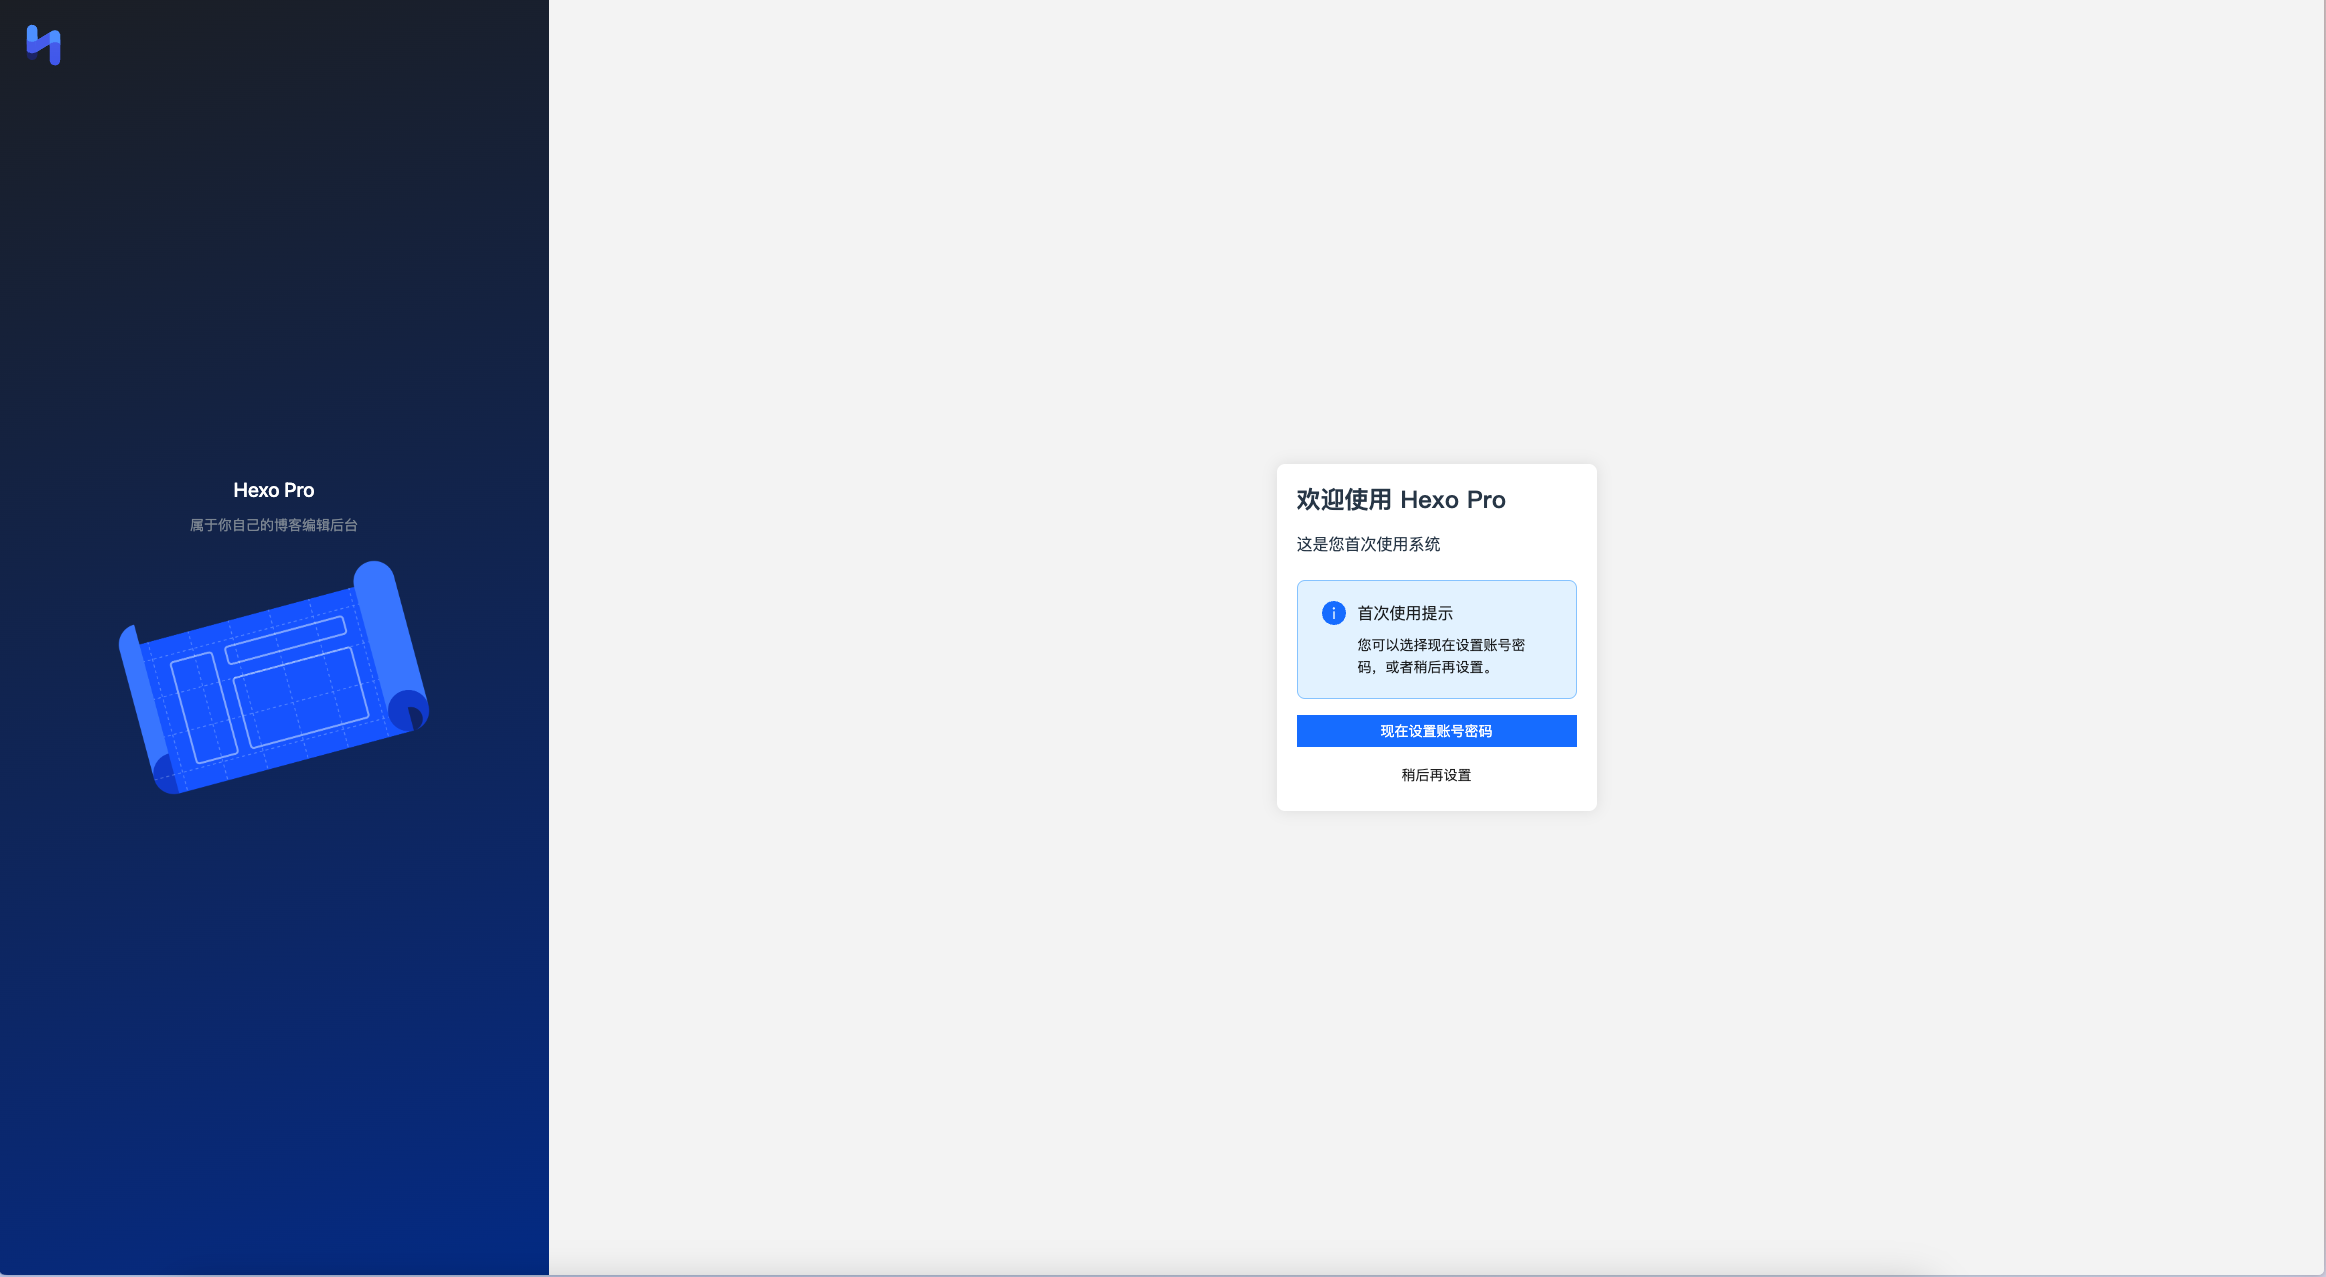 Hexo Pro
属于你自己的博客编辑后台
欢迎使用 Hexo Pro
这是您首次使用系统
首次使用提示
您可以选择现在设置账号密
码，或者稍后再设置。
现在设置账号密码
稍后再设置